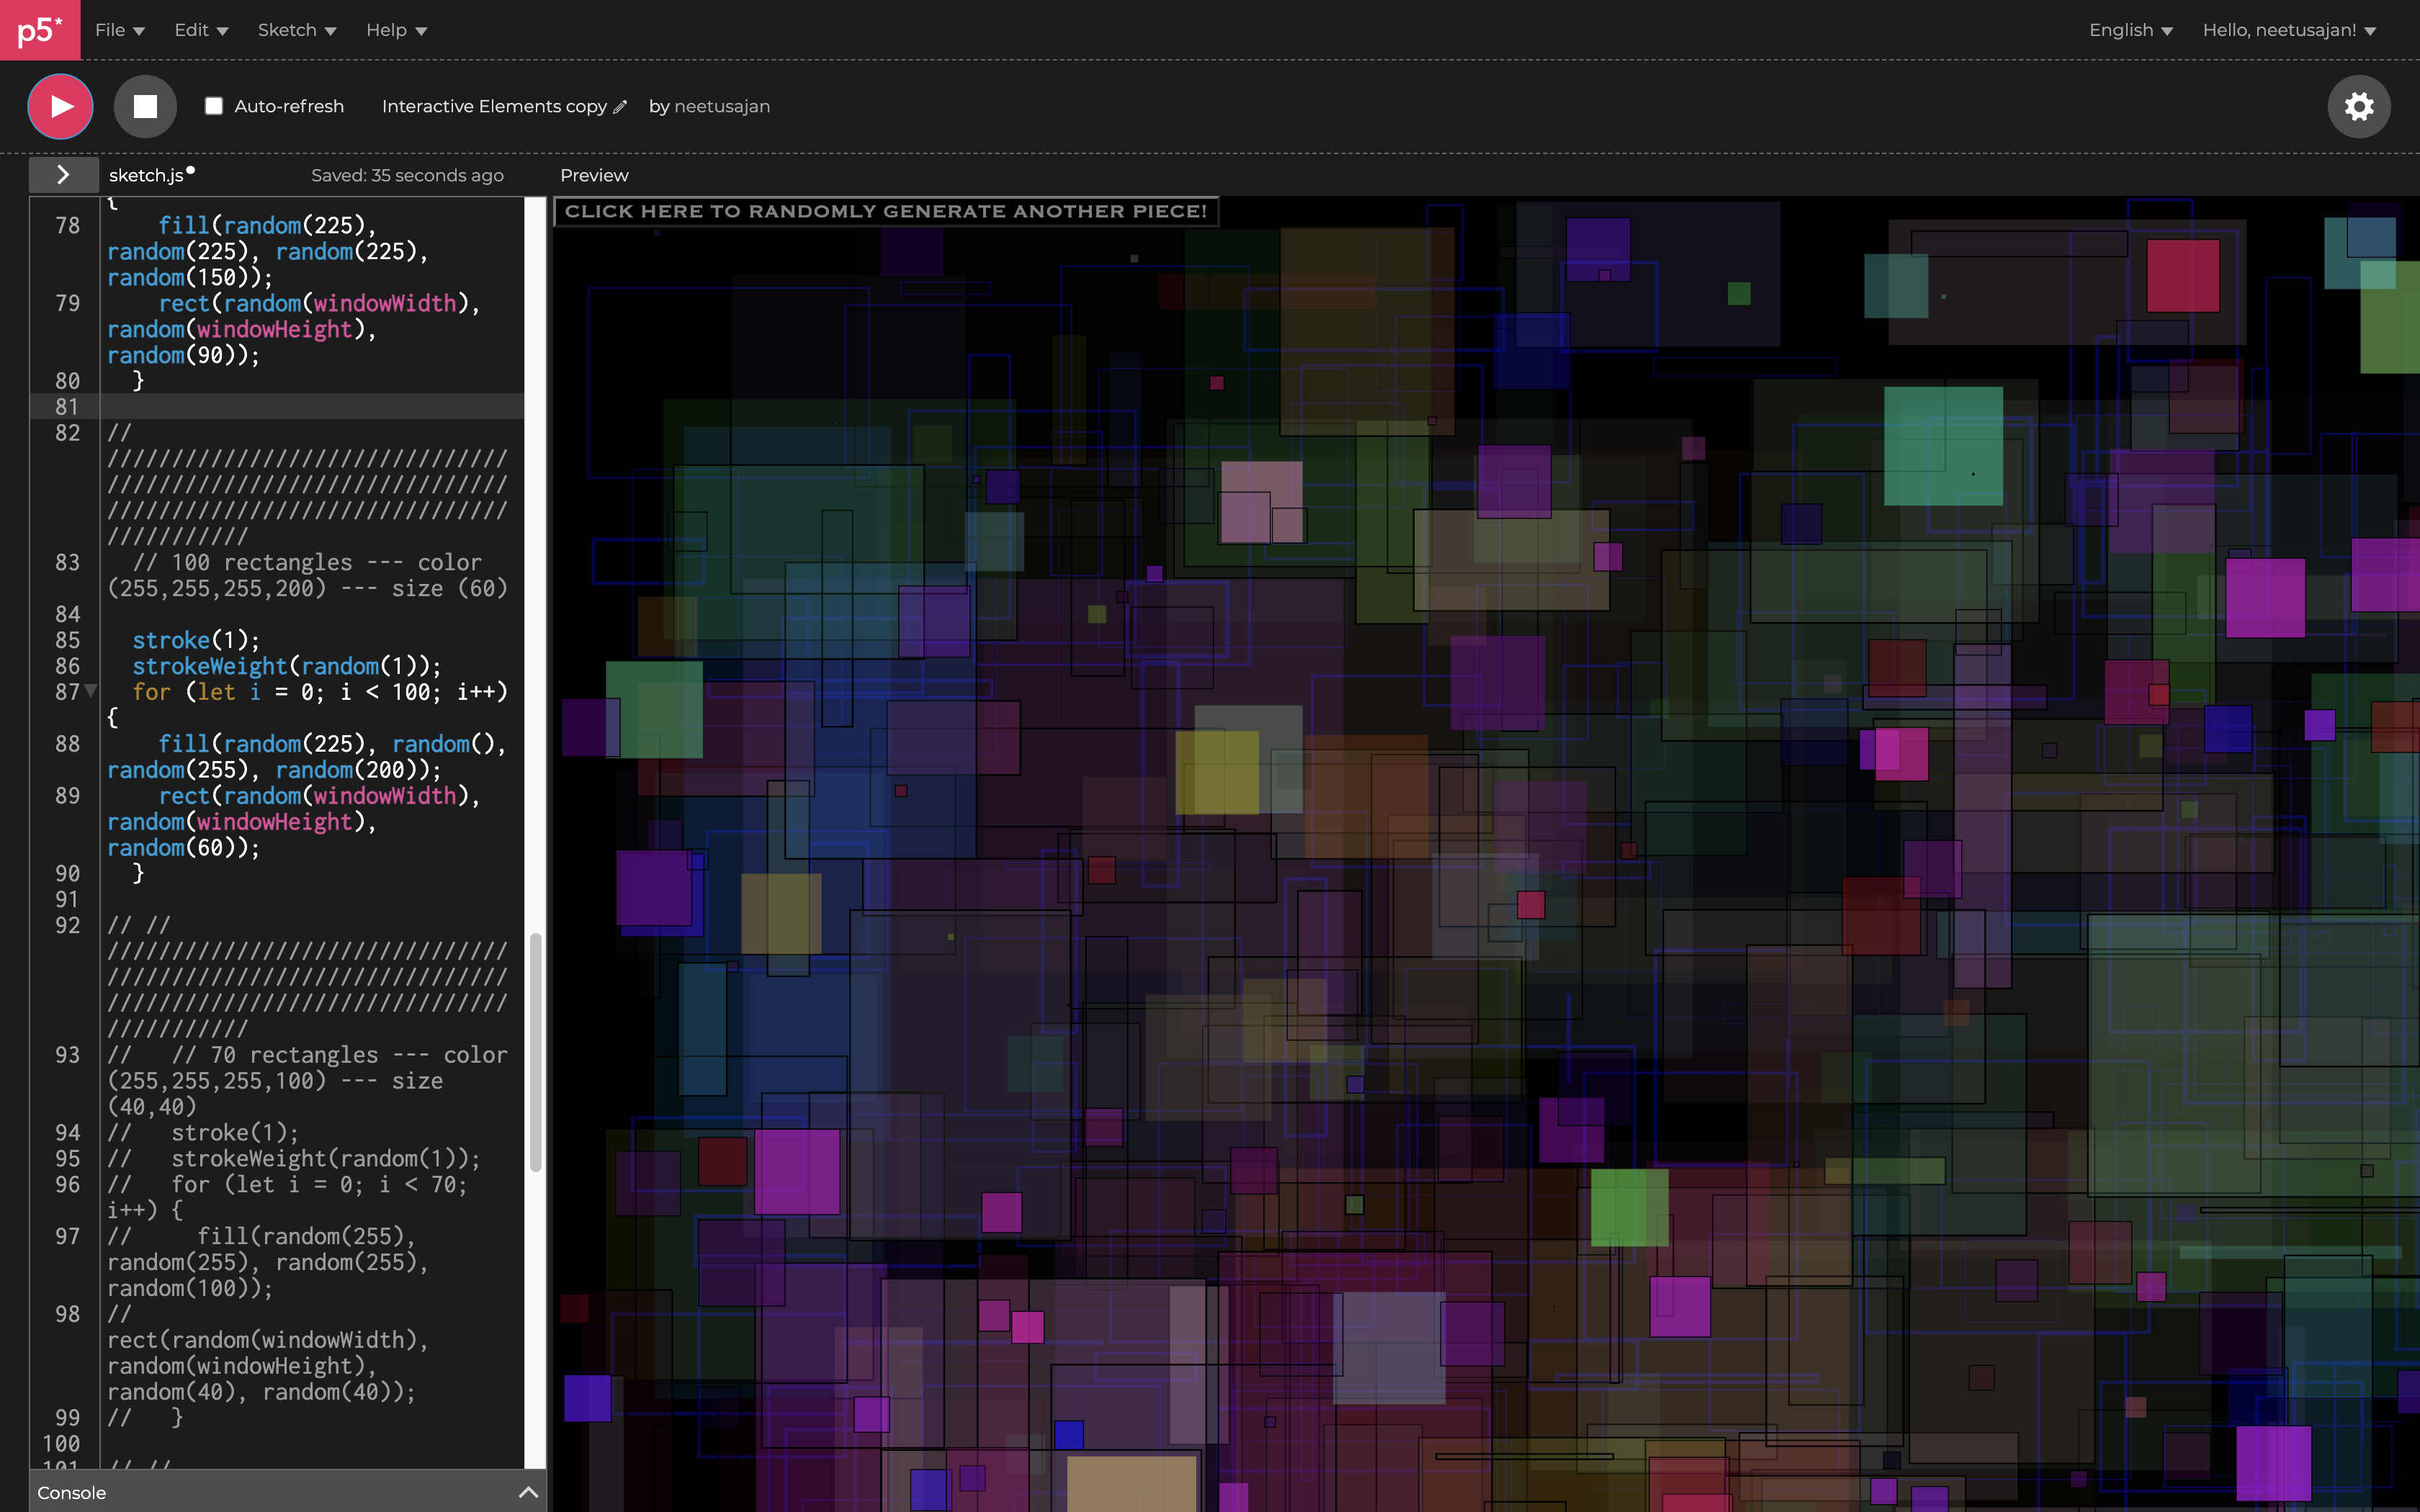 p5* File Edit Sketch Help English Hello, neetusajan!
Auto-refresh Interactive Elements copy by neetusajan
sketch.js Saved: 35 seconds ago Preview
CLICK HERE TO RANDOMLY GENERATE ANOTHER PIECE!
{
78 fill(random(225),
random(225), random(225),
random(150));
79 rect(random(windowWidth),
random(windowHeight),
random(90));
80 }
81
82 //
///////////////////////////////
///////////////////////////////
///////////////////////////////
///////////
83 // 100 rectangles --- color
(255,255,255,200) --- size (60)
84
85 stroke(1);
86 strokeWeight(random(1));
87 for (let i = 0; i < 100; i++)
{
88 fill(random(225), random(),
random(255), random(200));
89 rect(random(windowWidth),
random(windowHeight),
random(60));
90 }
91
92 // //
///////////////////////////////
///////////////////////////////
///////////////////////////////
///////////
93 // // 70 rectangles --- color
(255,255,255,100) --- size
(40,40)
94 // stroke(1);
95 // strokeWeight(random(1));
96 // for (let i = 0; i < 70;
i++) {
97 // fill(random(255),
random(255), random(255),
random(100));
98 //
rect(random(windowWidth),
random(windowHeight),
random(40), random(40));
99 // }
100
101 // //
Console